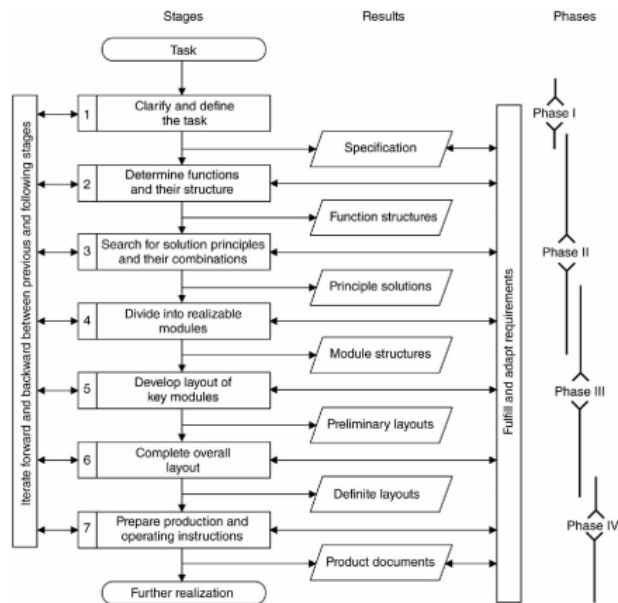 Stages
Results
Phases
Task
1
Clarify and define
the task
Phase I
Specification
2
Determine functions
and their structure
Function structures
3
Search for solution principles
and their combinations
Phase II
Principle solutions
4
Divide into realizable
modules
Module structures
5
Develop layout of
key modules
Phase III
Preliminary layouts
6
Complete overall
layout
Definite layouts
7
Prepare production and
operating instructions
Phase IV
Product documents
Further realization
Iterate forward and backward between previous and following stages
Fulfill and adapt requirements